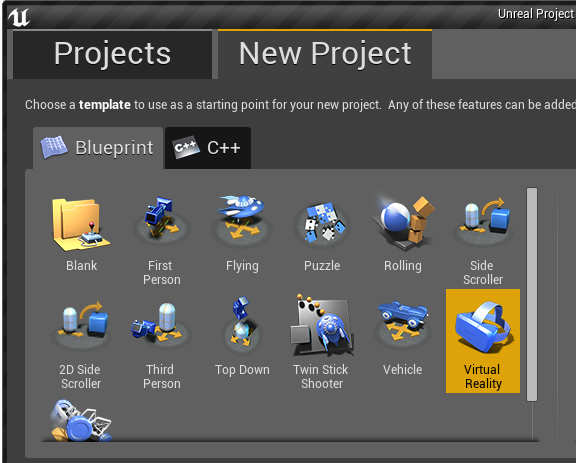 Unreal Project
Projects
New Project
Choose a template to use as a starting point for your new project. Any of these features can be added
Blueprint
C++
C++
Blank
First
Person
Flying
Puzzle
Rolling
Side
Scroller
2D Side
Scroller
Third
Person
Top Down
Twin Stick
Shooter
Vehicle
Virtual
Reality